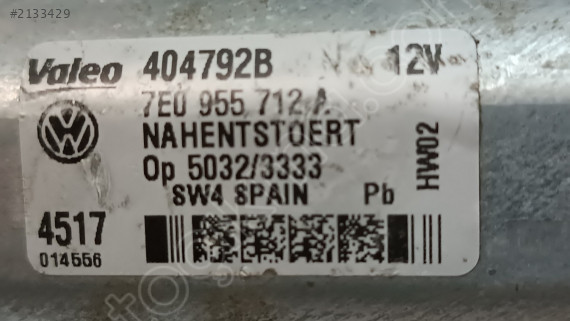 #2133429
Valeo 404792B 12V
7E0 955 712 A
NAHENTSTOERT
Op 5032/3333
SW4 SPAIN Pb
HW02
4517
014556